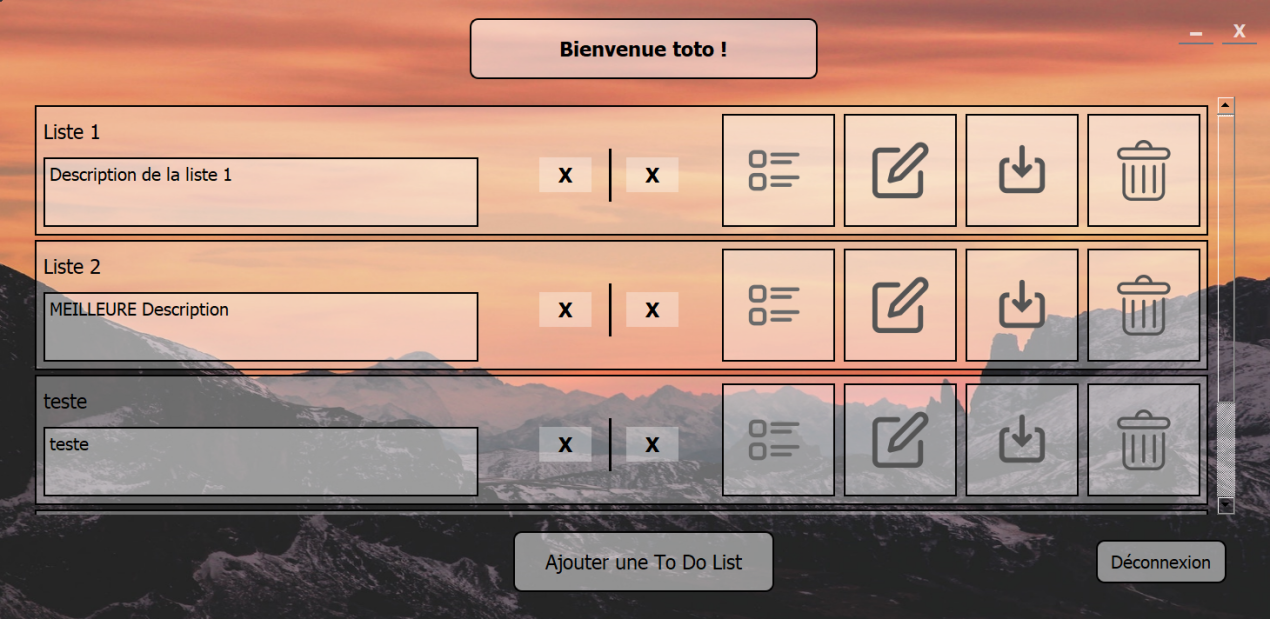 Bienvenue toto !
– X
Liste 1
Description de la liste 1
X | X
Liste 2
MEILLEURE Description
X | X
teste
teste
X | X
Ajouter une To Do List
Déconnexion